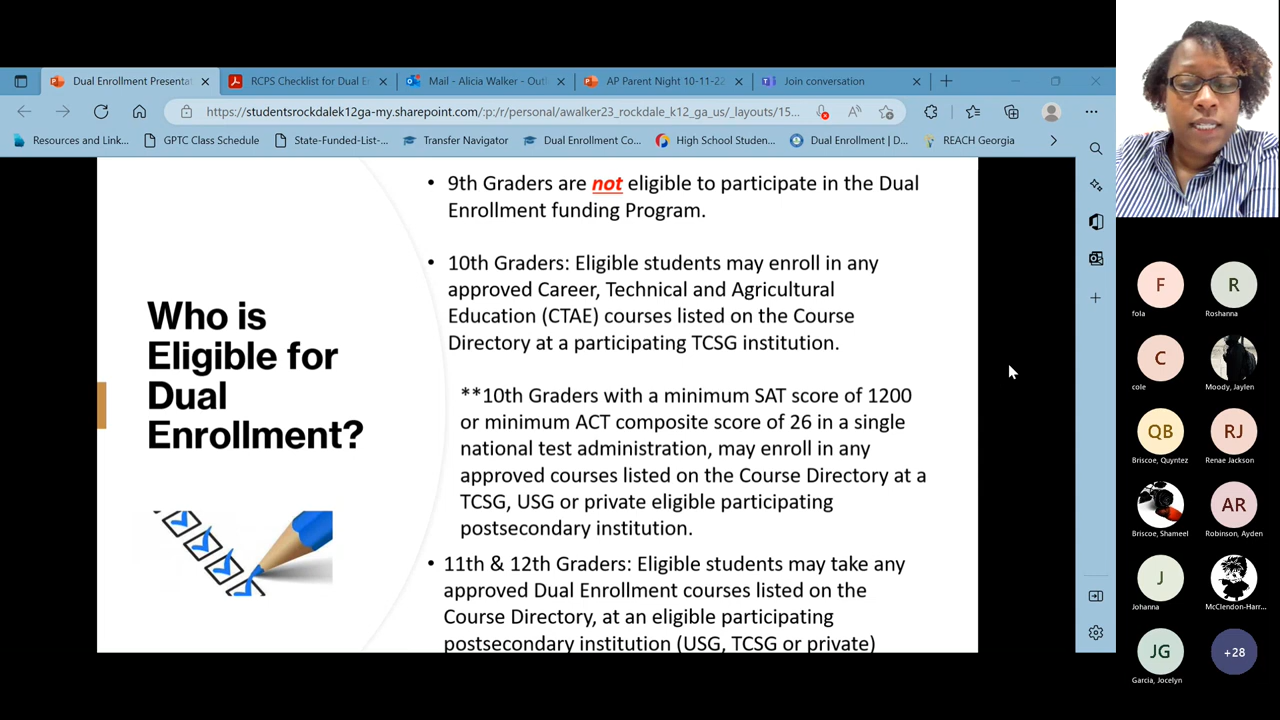 Dual Enrollment Presenta
RCPS Checklist for Dual E
Mail - Alicia Walker - Out
AP Parent Night 10-11-22
Join conversation
https://studentsrockdalek12ga-my.sharepoint.com/:p:/r/personal/awalker23_rockdale_k12_ga_us/_layouts/15...
Resources and Link...
GPTC Class Schedule
State-Funded-List-...
Transfer Navigator
Dual Enrollment Co...
High School Studen...
Dual Enrollment | D...
REACH Georgia
Who is
Eligible for
Dual
Enrollment?
• 9th Graders are not eligible to participate in the Dual
Enrollment funding Program.
• 10th Graders: Eligible students may enroll in any
approved Career, Technical and Agricultural
Education (CTAE) courses listed on the Course
Directory at a participating TCSG institution.
**10th Graders with a minimum SAT score of 1200
or minimum ACT composite score of 26 in a single
national test administration, may enroll in any
approved courses listed on the Course Directory at a
TCSG, USG or private eligible participating
postsecondary institution.
• 11th & 12th Graders: Eligible students may take any
approved Dual Enrollment courses listed on the
Course Directory, at an eligible participating
postsecondary institution (USG, TCSG or private)
F
R
fola
Roshanna
C
cole
Moody, Jaylen
QB
RJ
Briscoe, Quyntez
Renae Jackson
AR
Briscoe, Shameel
Robinson, Ayden
J
Johanna
McClendon-Harr...
JG
+28
Garcia, Jocelyn